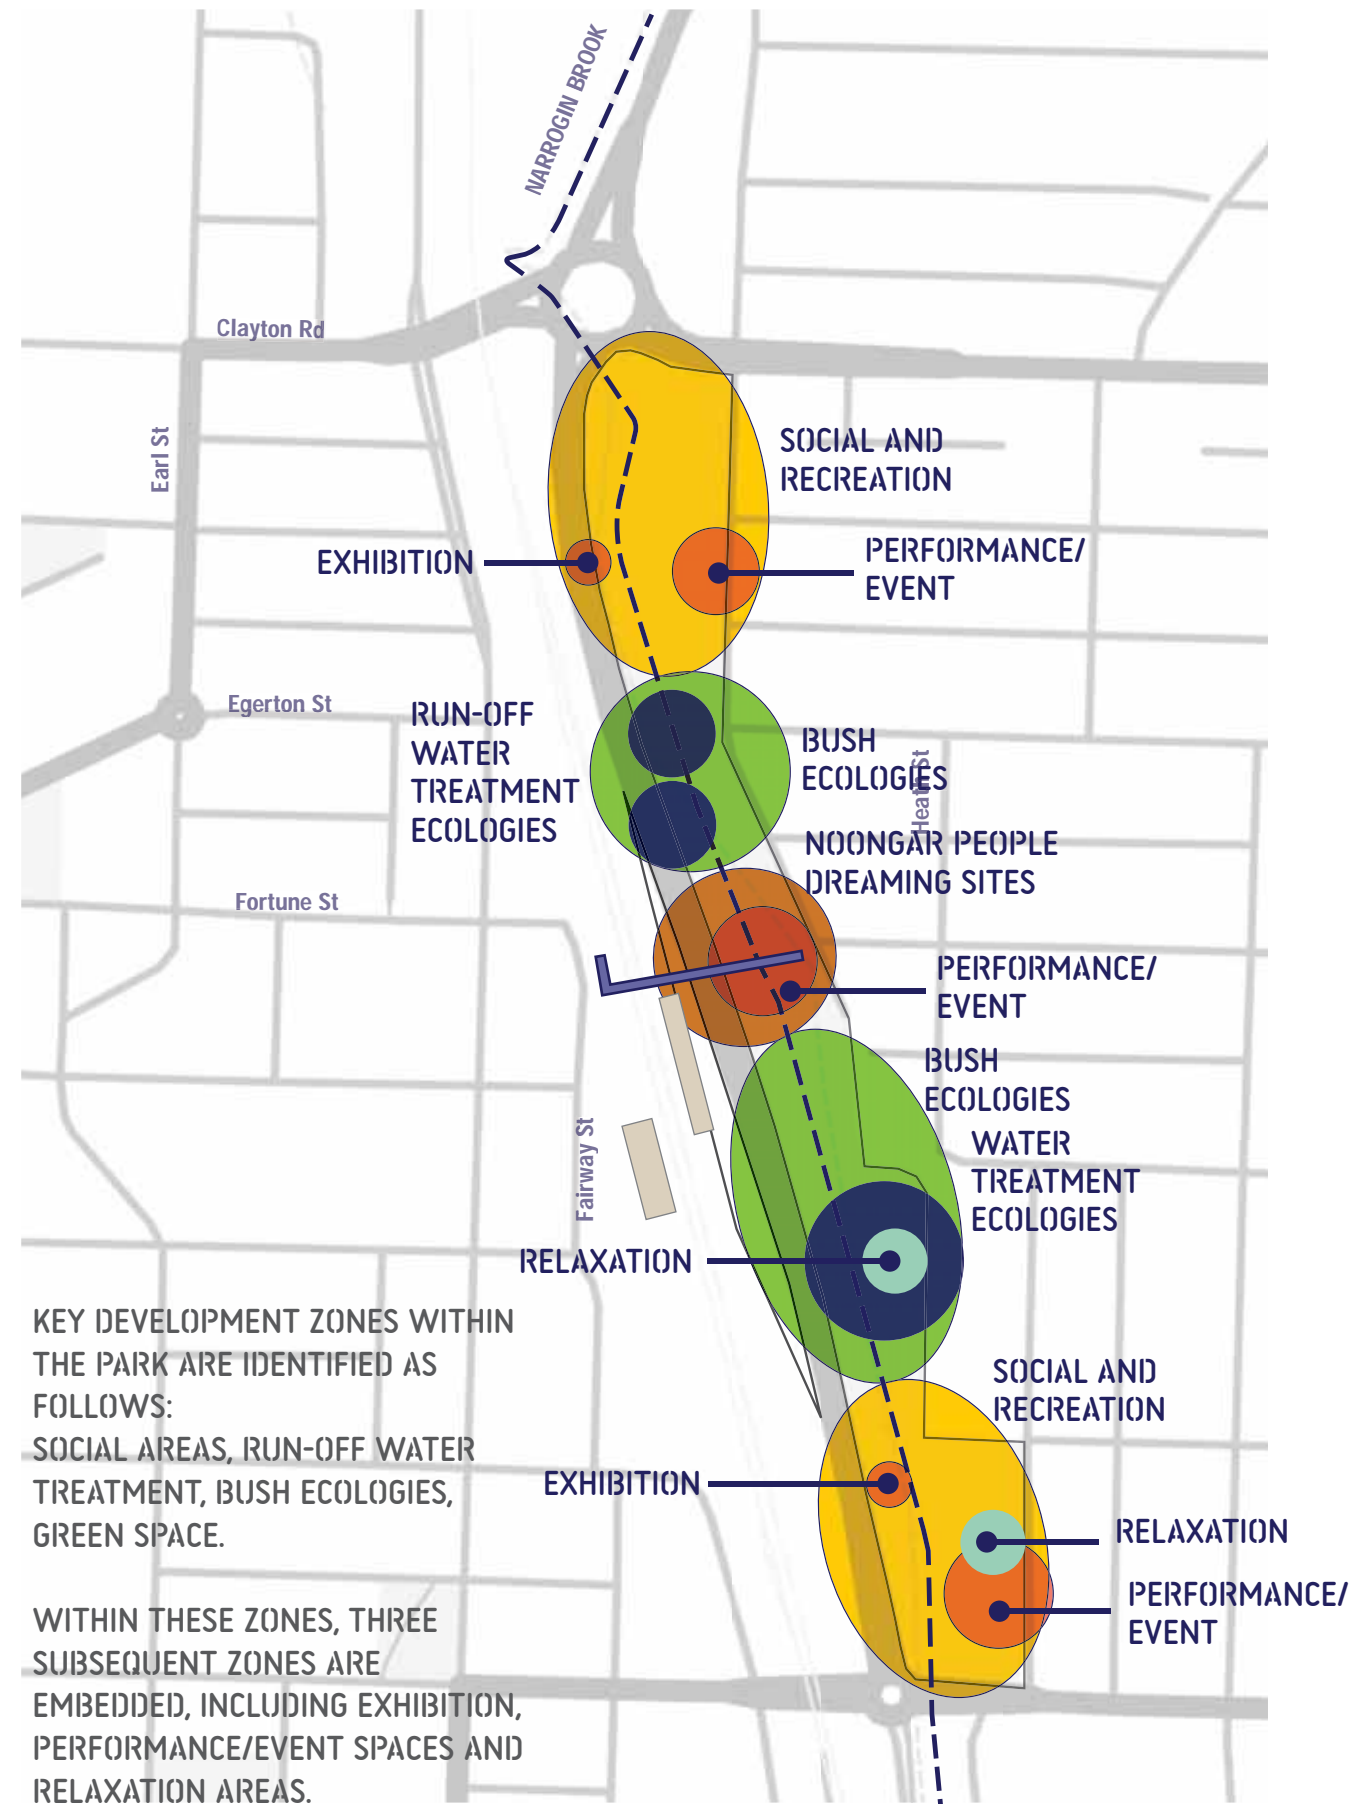 NARROGIN BROOK
Clayton Rd
Earl St
SOCIAL AND
RECREATION
EXHIBITION
PERFORMANCE/
EVENT
Egerton St
RUN-OFF
WATER
TREATMENT
ECOLOGIES
BUSH
ECOLOGIES
Heath St
NOONGAR PEOPLE
DREAMING SITES
Fortune St
PERFORMANCE/
EVENT
BUSH
ECOLOGIES
Fairway St
WATER
TREATMENT
ECOLOGIES
RELAXATION
KEY DEVELOPMENT ZONES WITHIN
THE PARK ARE IDENTIFIED AS
FOLLOWS:
SOCIAL AREAS, RUN-OFF WATER
TREATMENT, BUSH ECOLOGIES,
GREEN SPACE.
WITHIN THESE ZONES, THREE
SUBSEQUENT ZONES ARE
EMBEDDED, INCLUDING EXHIBITION,
PERFORMANCE/EVENT SPACES AND
RELAXATION AREAS.
SOCIAL AND
RECREATION
EXHIBITION
RELAXATION
PERFORMANCE/
EVENT